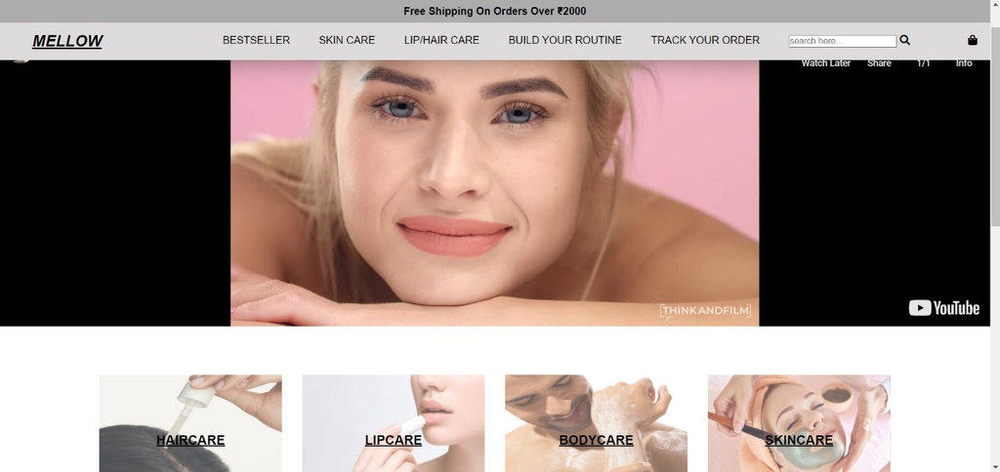 Free Shipping On Orders Over ₹2000
MELLOW BESTSELLER SKIN CARE LIP/HAIR CARE BUILD YOUR ROUTINE TRACK YOUR ORDER search here...
Watch Later Share 1/1 Info
THINKANDFILM
YouTube
HAIRCARE LIPCARE BODYCARE SKINCARE